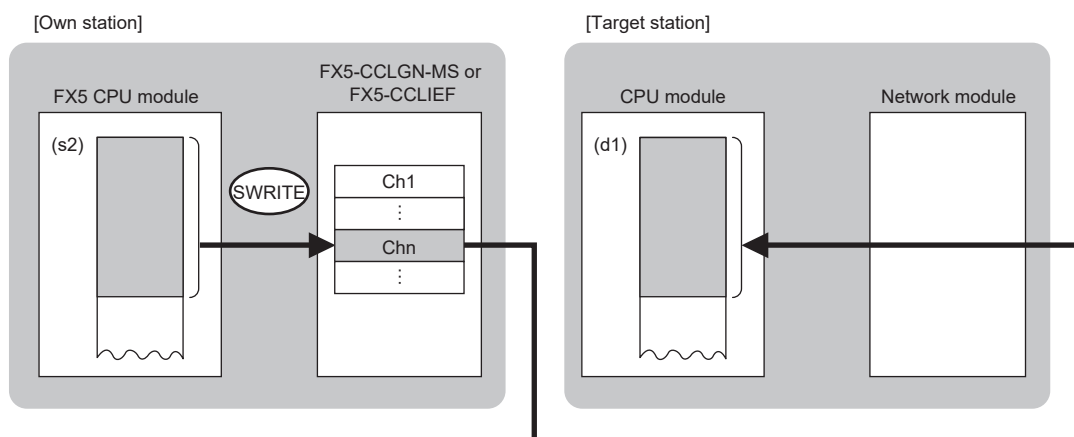 [Own station]
[Target station]
FX5-CCLGN-MS or
FX5-CCLIEF
FX5 CPU module
CPU module
Network module
(s2)
(d1)
SWRITE
Ch1
⋮
Chn
⋮